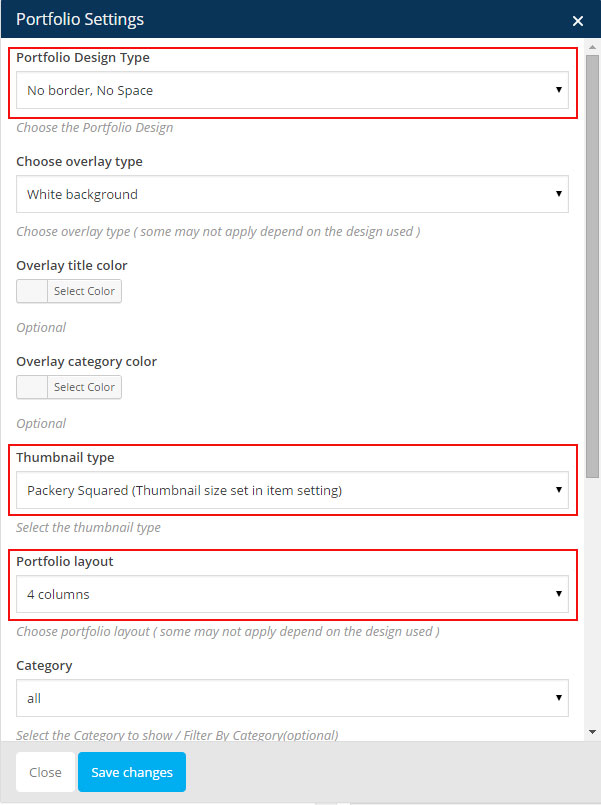 Portfolio Settings
Portfolio Design Type
No border, No Space
Choose the Portfolio Design
Choose overlay type
White background
Choose overlay type ( some may not apply depend on the design used )
Overlay title color
Select Color
Optional
Overlay category color
Select Color
Optional
Thumbnail type
Packery Squared (Thumbnail size set in item setting)
Select the thumbnail type
Portfolio layout
4 columns
Choose portfolio layout ( some may not apply depend on the design used )
Category
all
Select the Category to show / Filter By Category(optional)
Close Save changes